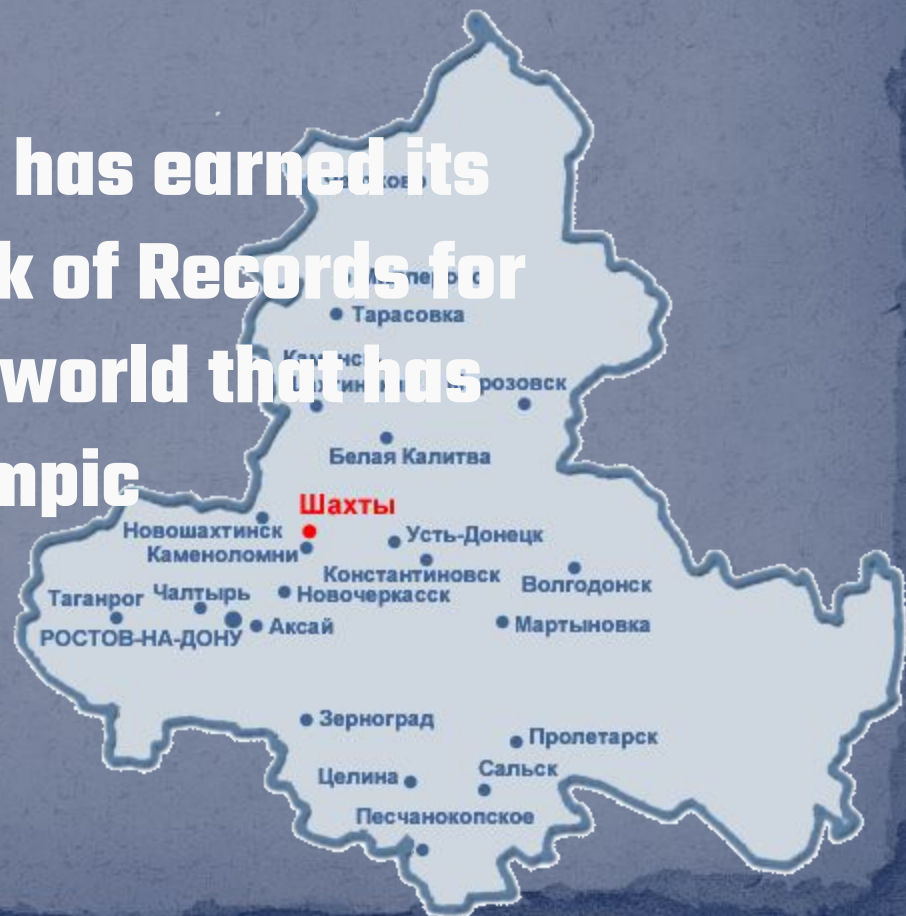 has earned its
k of Records for
world that has
mpic
Тарасовка
Белая Калитва
Шахты
Новошахтинск
Усть-Донецк
Каменоломни
Константиновск
Волгодонск
Таганрог
Чалтырь
Новочеркасск
РОСТОВ-НА-ДОНУ
Аксай
Мартыновка
Зерноград
Пролетарск
Целина
Сальск
Песчанокопское